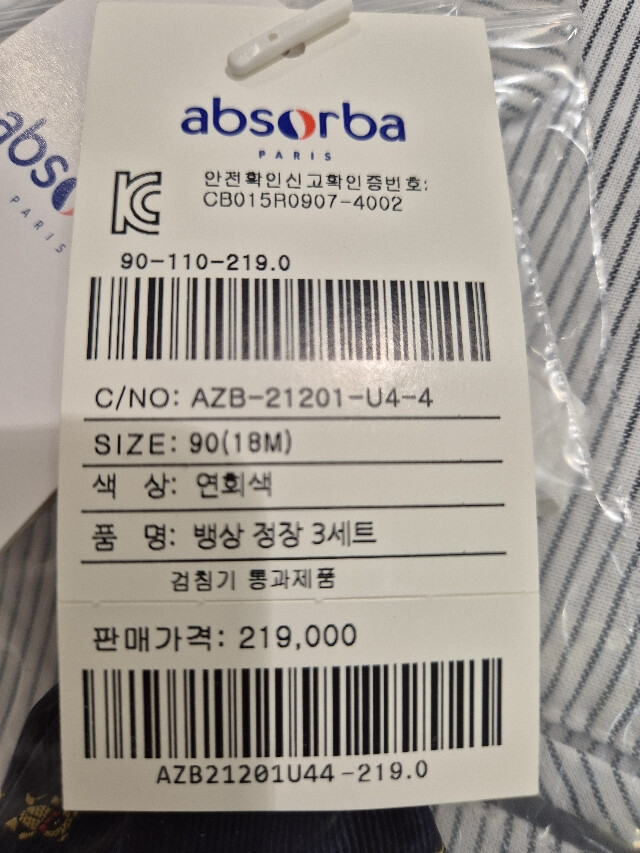 absorba
PARIS
안전확인신고확인증번호:
CB015R0907-4002
90-110-219.0
C/NO: AZB-21201-U4-4
SIZE: 90(18M)
색 상: 연회색
품 명: 뱅상 정장 3세트
검침기 통과제품
판매가격: 219,000
AZB21201U44-219.0
abso
PARIS